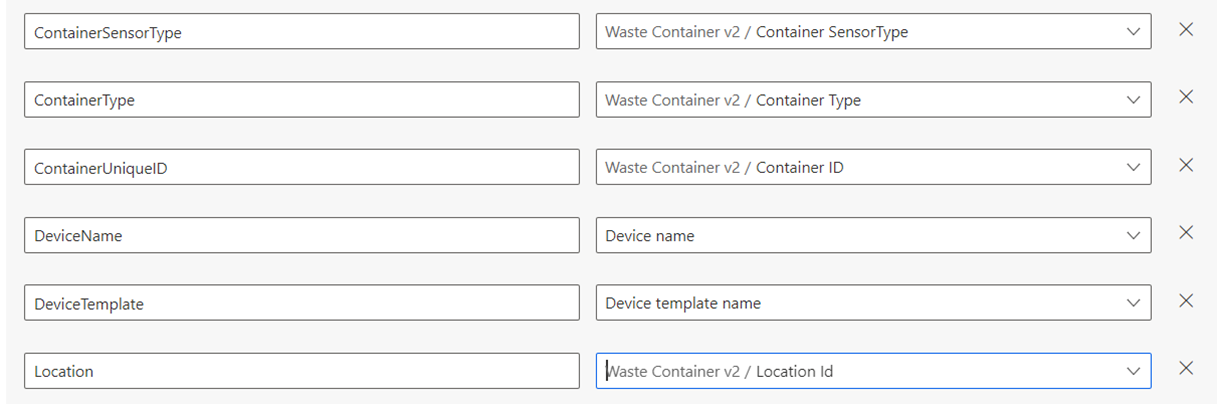 ContainerSensorType Waste Container v2 / Container SensorType
ContainerType Waste Container v2 / Container Type
ContainerUniqueID Waste Container v2 / Container ID
DeviceName Device name
DeviceTemplate Device template name
Location Waste Container v2 / Location Id